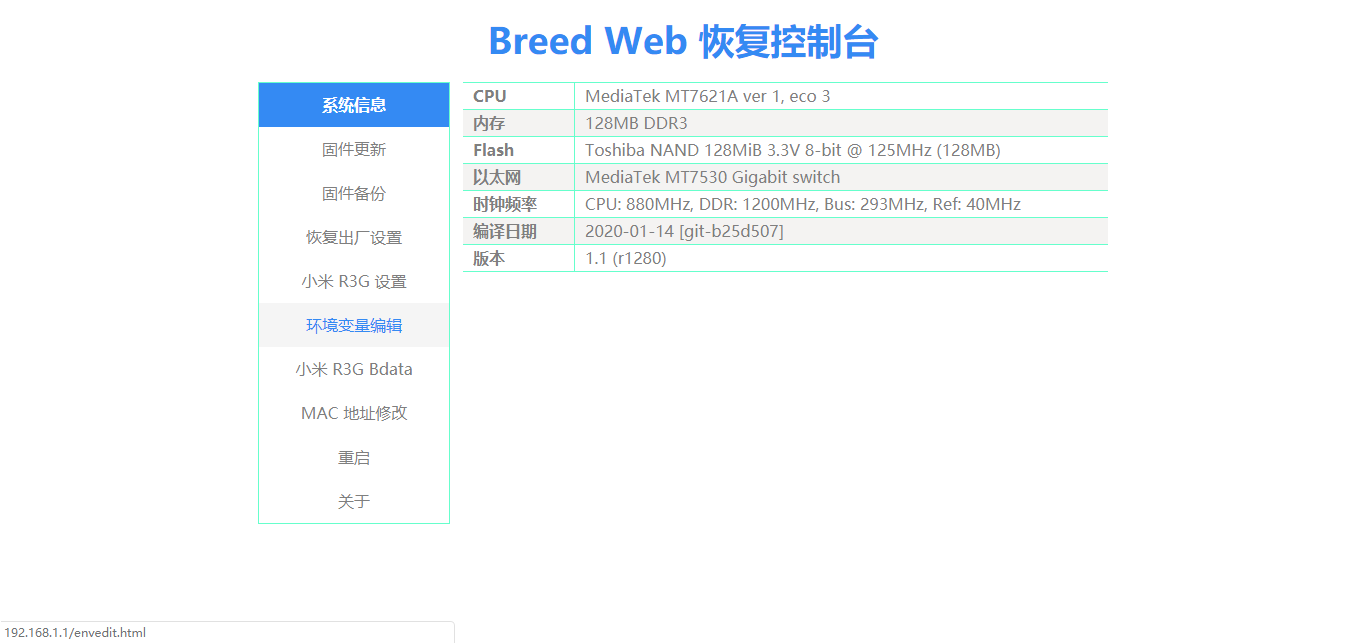 Breed Web 恢复控制台
系统信息
固件更新
固件备份
恢复出厂设置
小米 R3G 设置
环境变量编辑
小米 R3G Bdata
MAC 地址修改
重启
关于
CPU MediaTek MT7621A ver 1, eco 3
内存 128MB DDR3
Flash Toshiba NAND 128MiB 3.3V 8-bit @ 125MHz (128MB)
以太网 MediaTek MT7530 Gigabit switch
时钟频率 CPU: 880MHz, DDR: 1200MHz, Bus: 293MHz, Ref: 40MHz
编译日期 2020-01-14 [git-b25d507]
版本 1.1 (r1280)
192.168.1.1/envedit.html